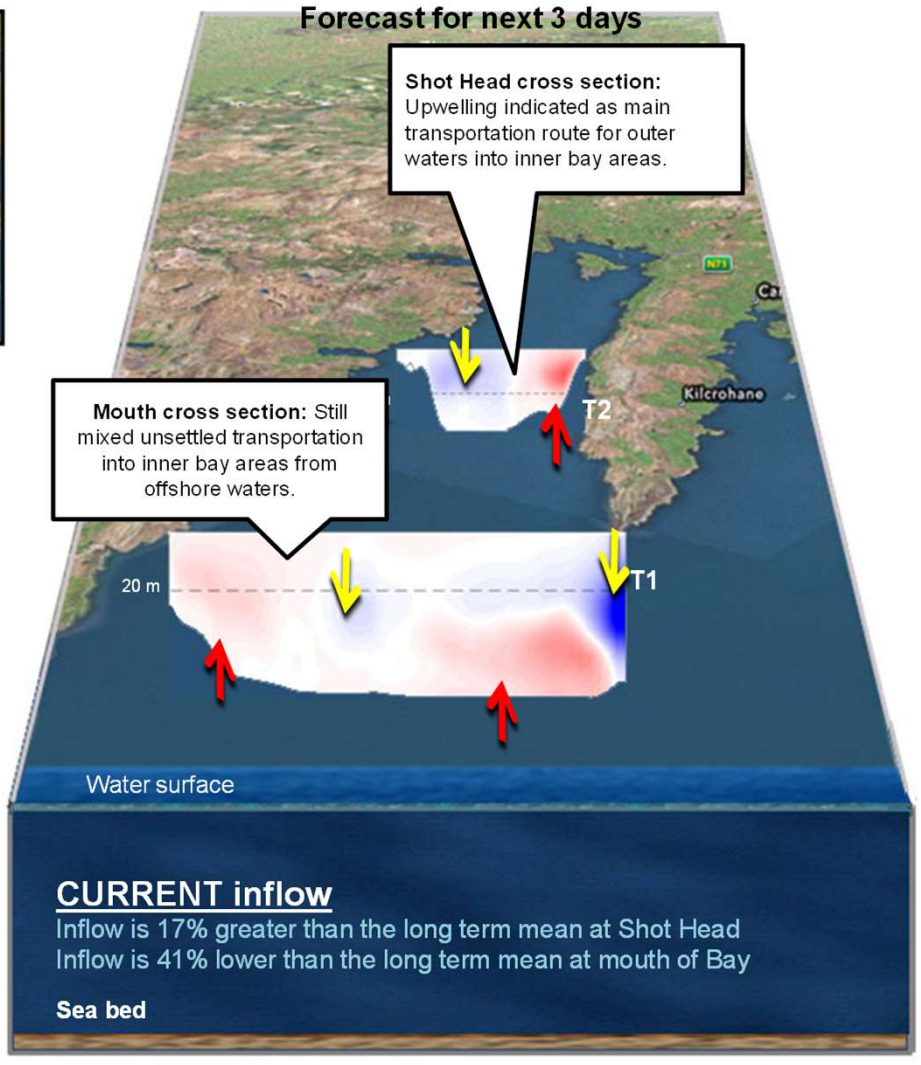 Forecast for next 3 days
Shot Head cross section:
Upwelling indicated as main
transportation route for outer
waters into inner bay areas.
N71
Ca
Kilcrohane
T2
Mouth cross section: Still
mixed unsettled transportation
into inner bay areas from
offshore waters.
20 m
T1
Water surface
CURRENT inflow
Inflow is 17% greater than the long term mean at Shot Head
Inflow is 41% lower than the long term mean at mouth of Bay
Sea bed